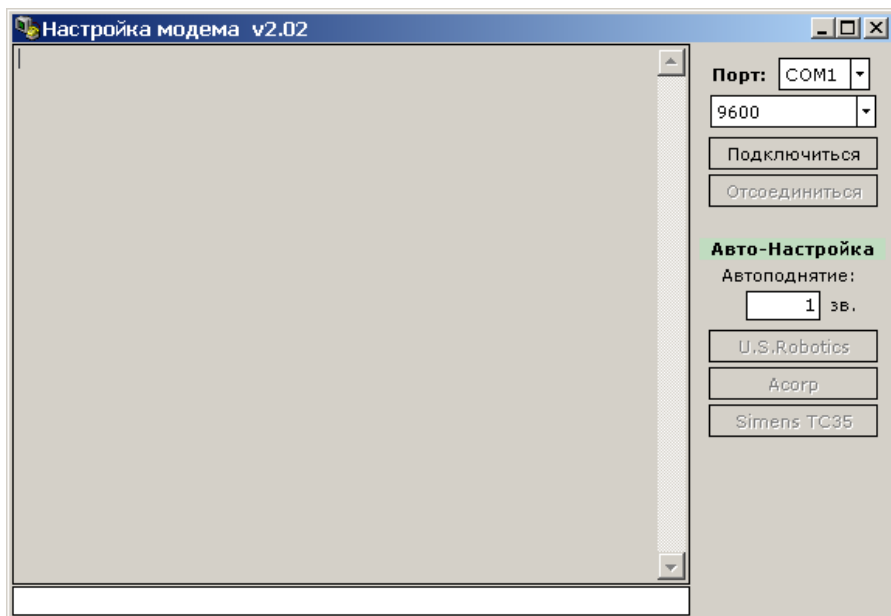 Настройка модема v2.02
Порт: COM1
9600
Подключиться
Отсоединиться
Авто-Настройка
Автоподнятие:
1 зв.
U.S.Robotics
Acorp
Simens TC35